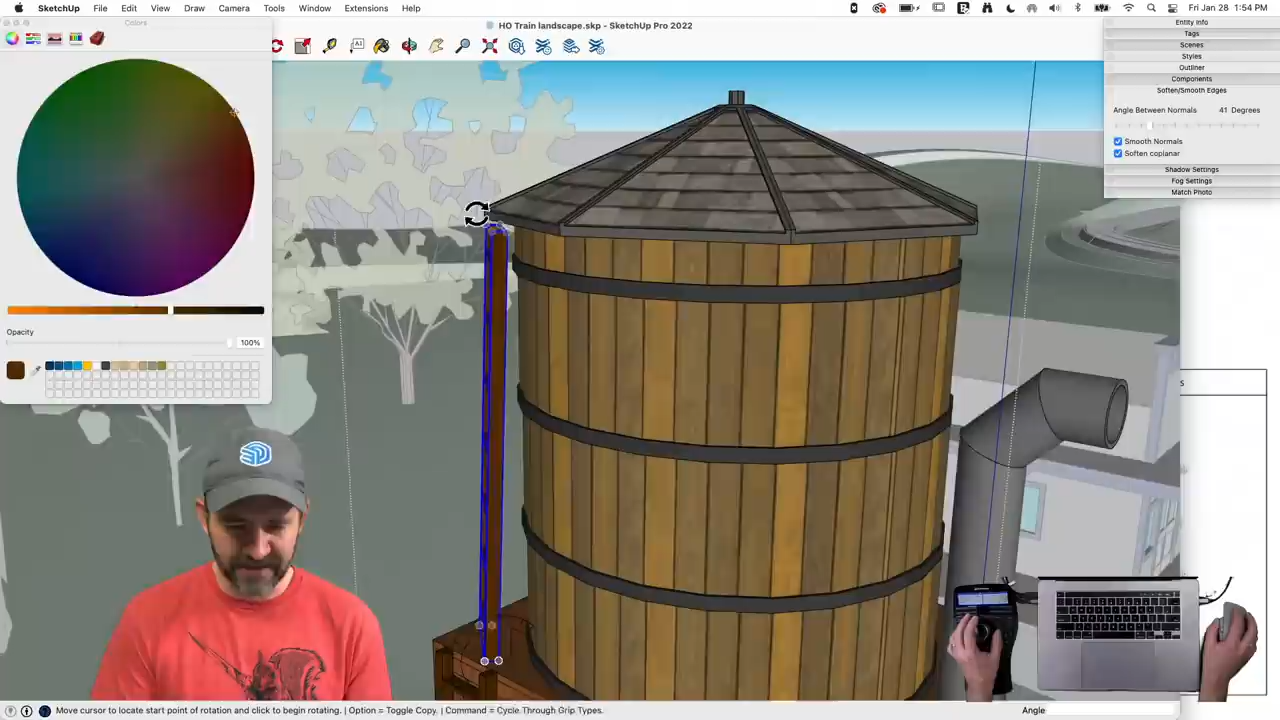 SketchUp File Edit View Draw Camera Tools Window Extensions Help
Fri Jan 28 1:54 PM
Colors
HO Train landscape.skp - SketchUp Pro 2022
Entity Info
Tags
Scenes
Styles
Outliner
Components
Soften/Smooth Edges
Angle Between Normals 41 Degrees
Smooth Normals
Soften coplanar
Shadow Settings
Fog Settings
Match Photo
Opacity
100%
Move cursor to locate start point of rotation and click to begin rotating. | Option = Toggle Copy. | Command = Cycle Through Grip Types.
Angle